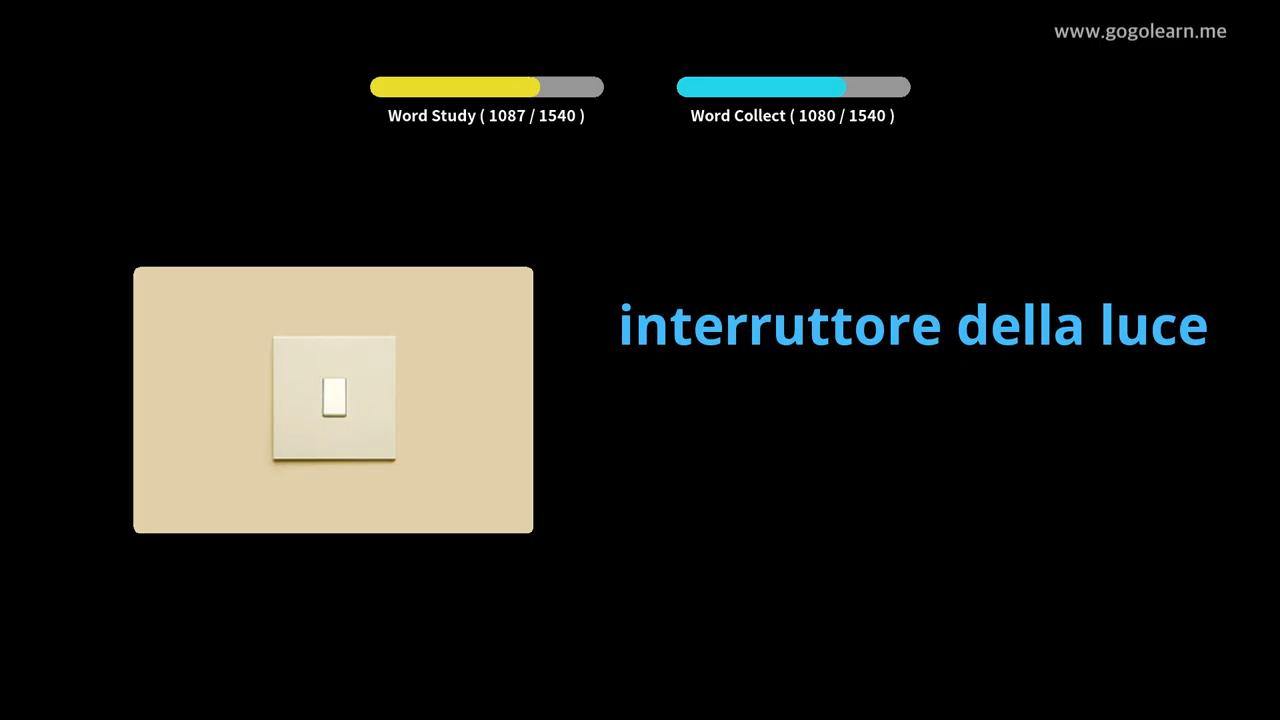 www.gogolearn.me
Word Study ( 1087 / 1540 )
Word Collect ( 1080 / 1540 )
interruttore della luce